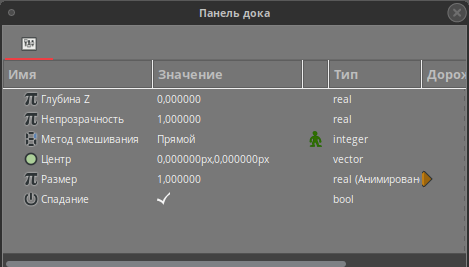 Панель дока
Имя Значение Тип Дорож
Глубина Z 0,000000 real
Непрозрачность 1,000000 real
Метод смешивания Прямой integer
Центр 0,000000px,0,000000px vector
Размер 1,000000 real (Анимирован
Спадание bool